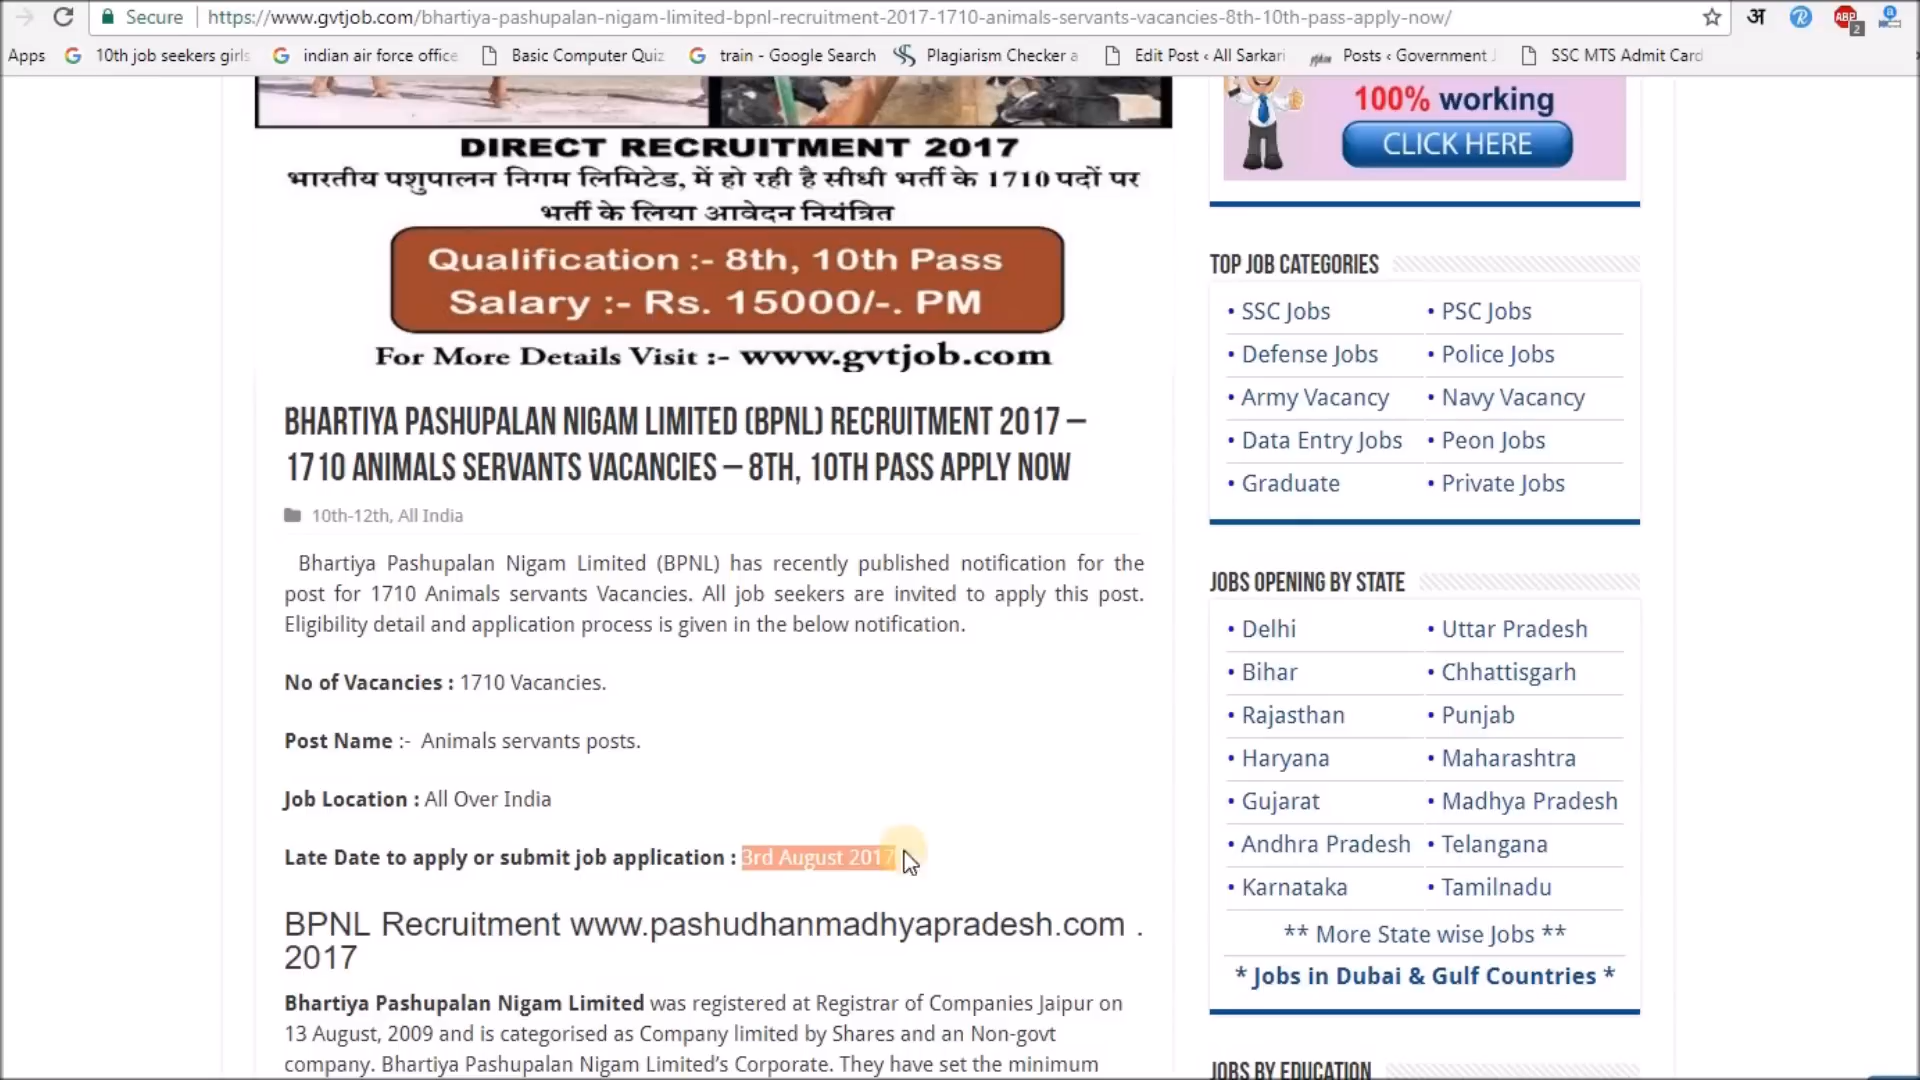 Secure
https://www.gvtjob.com/bhartiya-pashupalan-nigam-limited-bpnl-recruitment-2017-1710-animals-servants-vacancies-8th-10th-pass-apply-now/
अ
ABP
2
Apps
10th job seekers girls
indian air force office
Basic Computer Quiz
train - Google Search
Plagiarism Checker a
Edit Post ‹ All Sarkari
Posts ‹ Government J
SSC MTS Admit Card
DIRECT RECRUITMENT 2017
भारतीय पशुपालन निगम लिमिटेड, में हो रही है सीधी भर्ती के 1710 पदों पर
भर्ती के लिया आवेदन नियंत्रित
Qualification :- 8th, 10th Pass
Salary :- Rs. 15000/-. PM
For More Details Visit :- www.gvtjob.com
BHARTIYA PASHUPALAN NIGAM LIMITED (BPNL) RECRUITMENT 2017 –
1710 ANIMALS SERVANTS VACANCIES – 8TH, 10TH PASS APPLY NOW
10th-12th, All India
Bhartiya Pashupalan Nigam Limited (BPNL) has recently published notification for the
post for 1710 Animals servants Vacancies. All job seekers are invited to apply this post.
Eligibility detail and application process is given in the below notification.
No of Vacancies : 1710 Vacancies.
Post Name :- Animals servants posts.
Job Location : All Over India
Late Date to apply or submit job application : 3rd August 2017
BPNL Recruitment www.pashudhanmadhyapradesh.com .
2017
Bhartiya Pashupalan Nigam Limited was registered at Registrar of Companies Jaipur on
13 August, 2009 and is categorised as Company limited by Shares and an Non-govt
company. Bhartiya Pashupalan Nigam Limited's Corporate. They have set the minimum
100% working
CLICK HERE
TOP JOB CATEGORIES
• SSC Jobs • PSC Jobs
• Defense Jobs • Police Jobs
• Army Vacancy • Navy Vacancy
• Data Entry Jobs • Peon Jobs
• Graduate • Private Jobs
JOBS OPENING BY STATE
• Delhi • Uttar Pradesh
• Bihar • Chhattisgarh
• Rajasthan • Punjab
• Haryana • Maharashtra
• Gujarat • Madhya Pradesh
• Andhra Pradesh • Telangana
• Karnataka • Tamilnadu
** More State wise Jobs **
* Jobs in Dubai & Gulf Countries *
JOBS BY EDUCATION